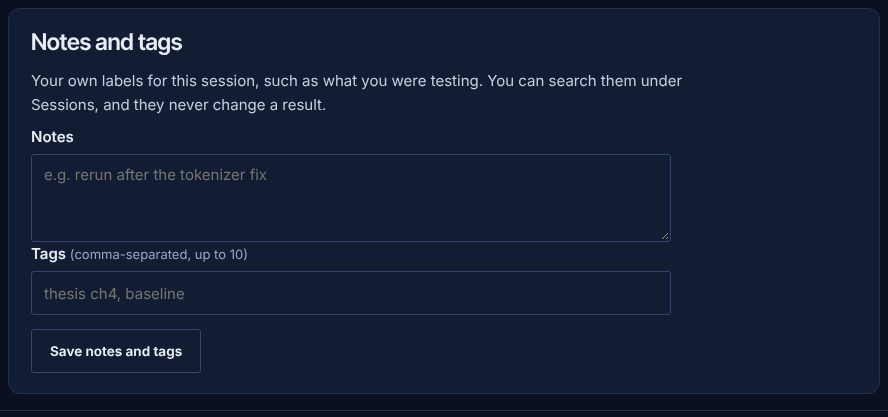 Notes and tags
Your own labels for this session, such as what you were testing. You can search them under
Sessions, and they never change a result.
Notes
e.g. rerun after the tokenizer fix
Tags (comma-separated, up to 10)
thesis ch4, baseline
Save notes and tags